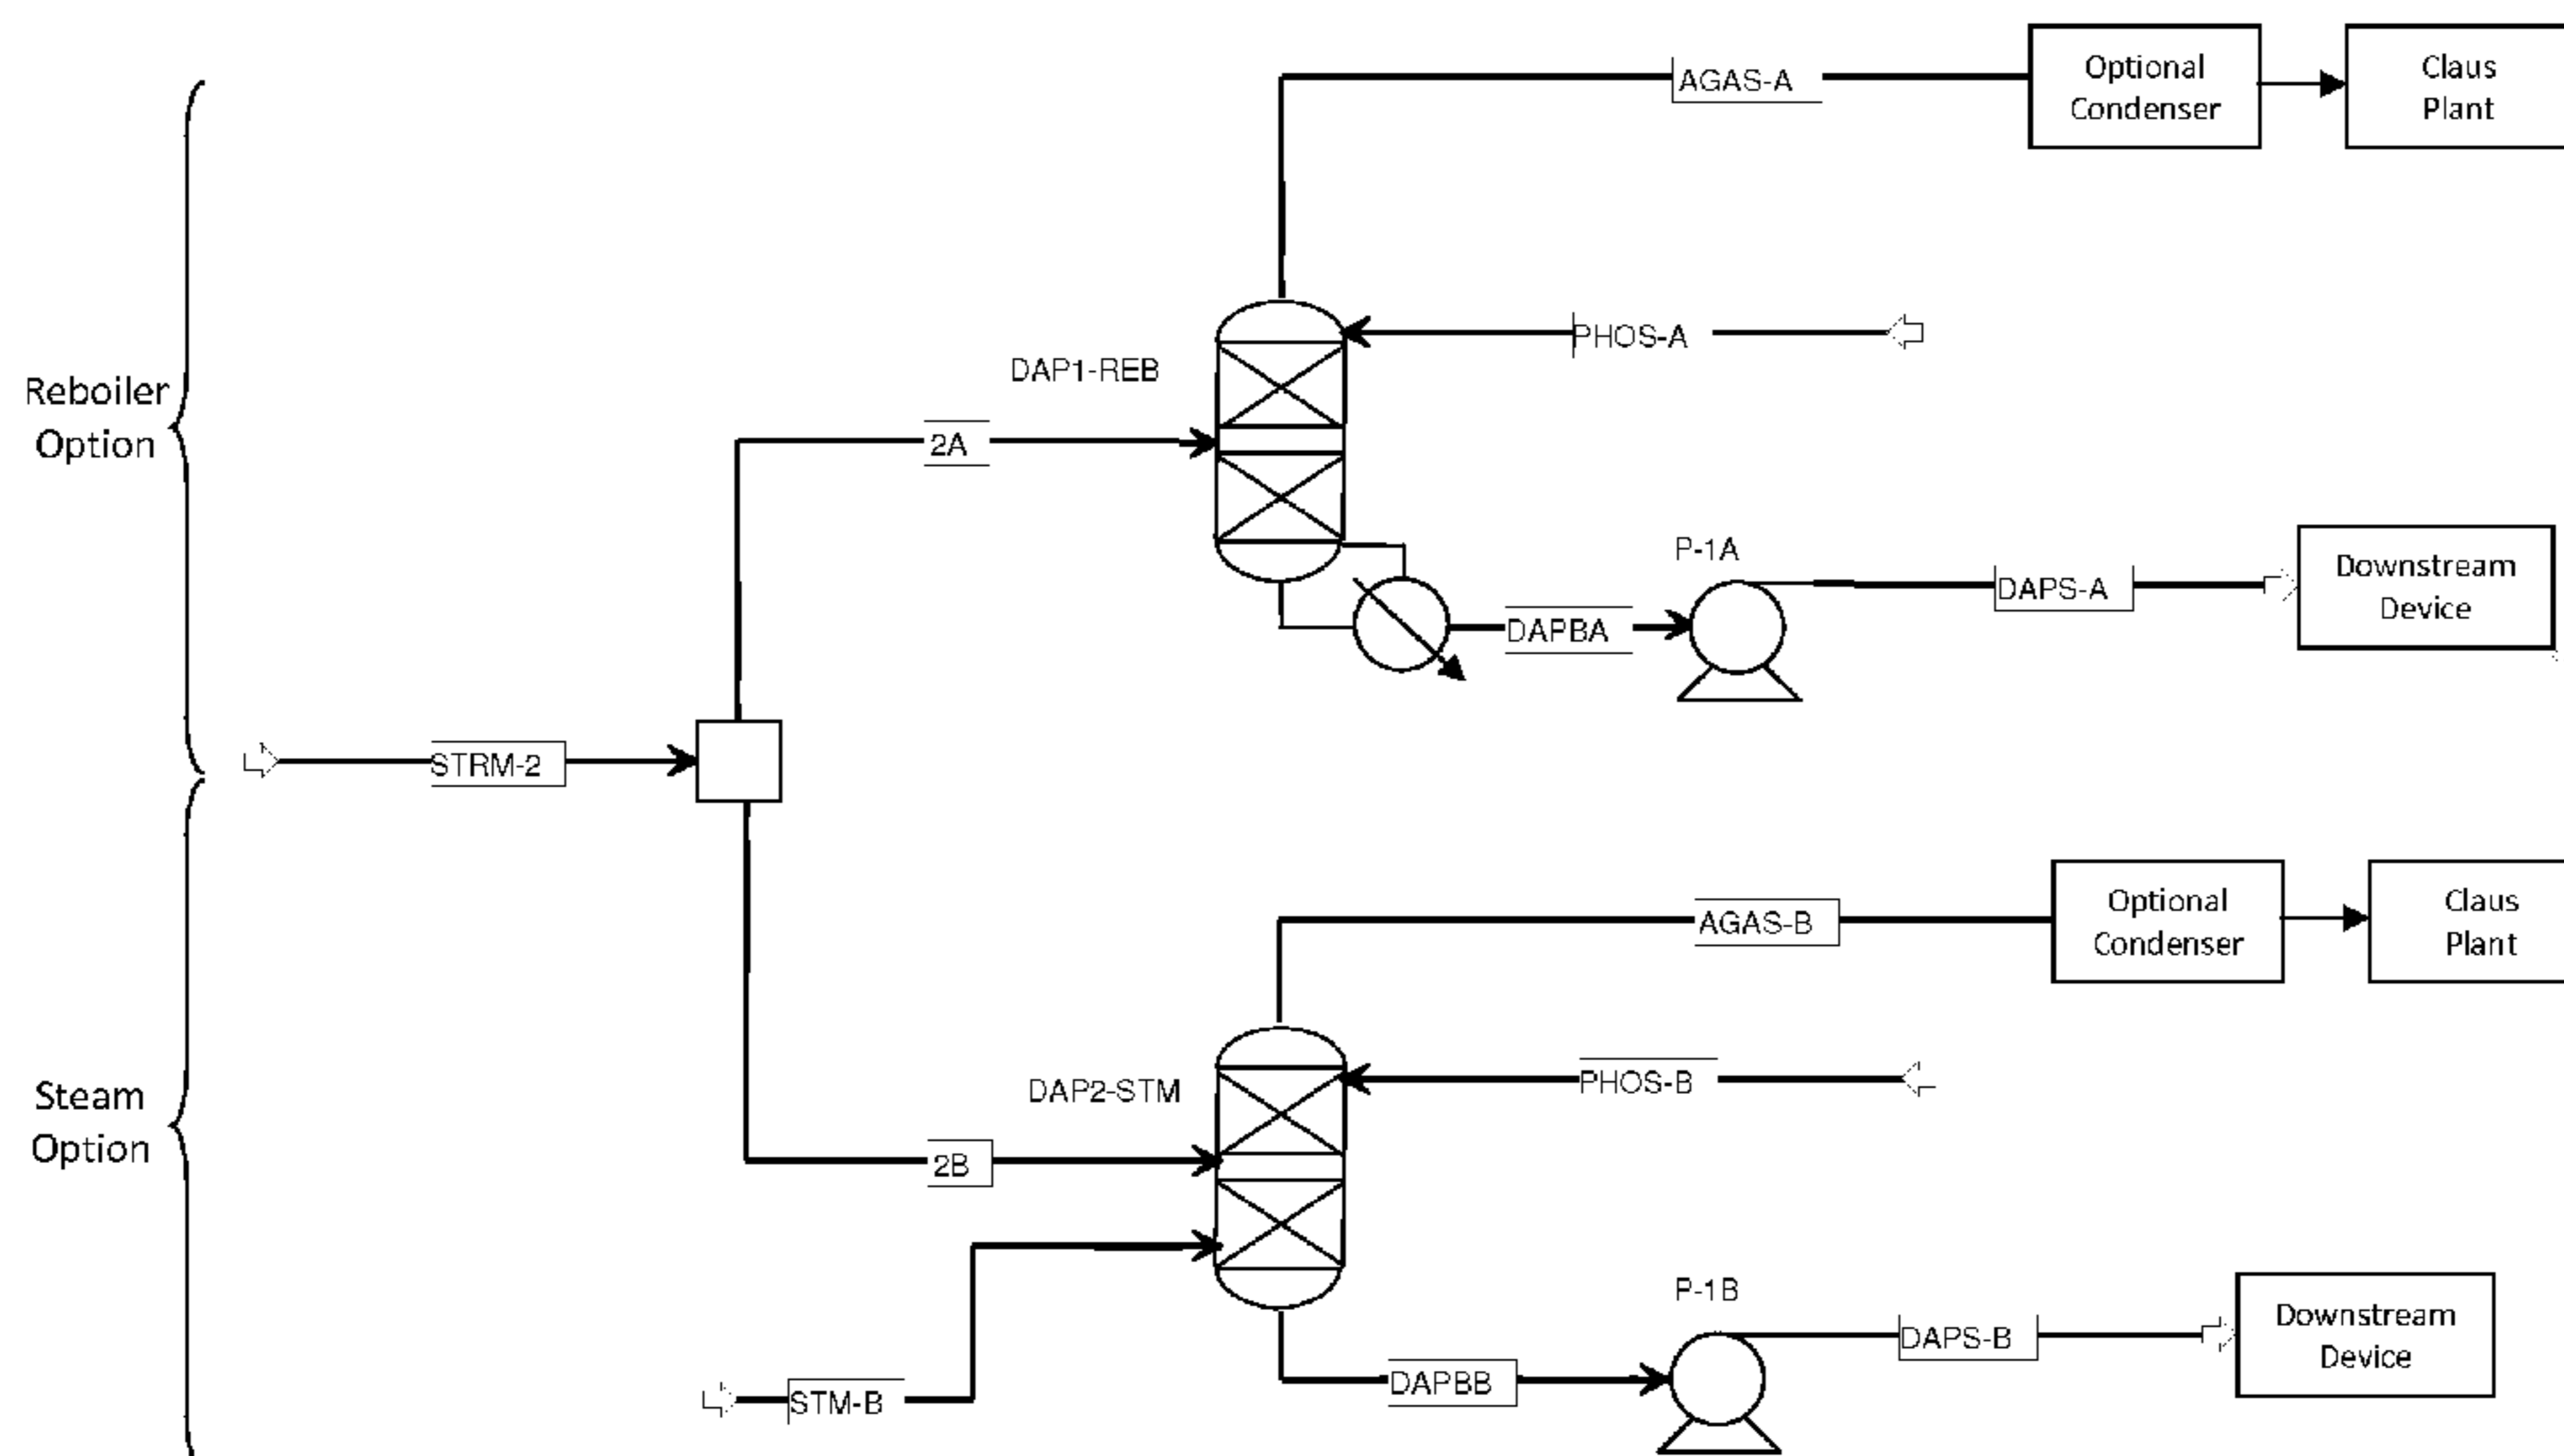 AGAS-A
Optional
Condenser
Claus
Plant
PHOS-A
DAP1-REB
Reboiler
Option
2A
P-1A
DAPS-A
Downstream
Device
DAPBA
STRM-2
AGAS-B
Optional
Condenser
Claus
Plant
PHOS-B
DAP2-STM
Steam
Option
2B
P-1B
DAPS-B
Downstream
Device
DAPBB
STM-B